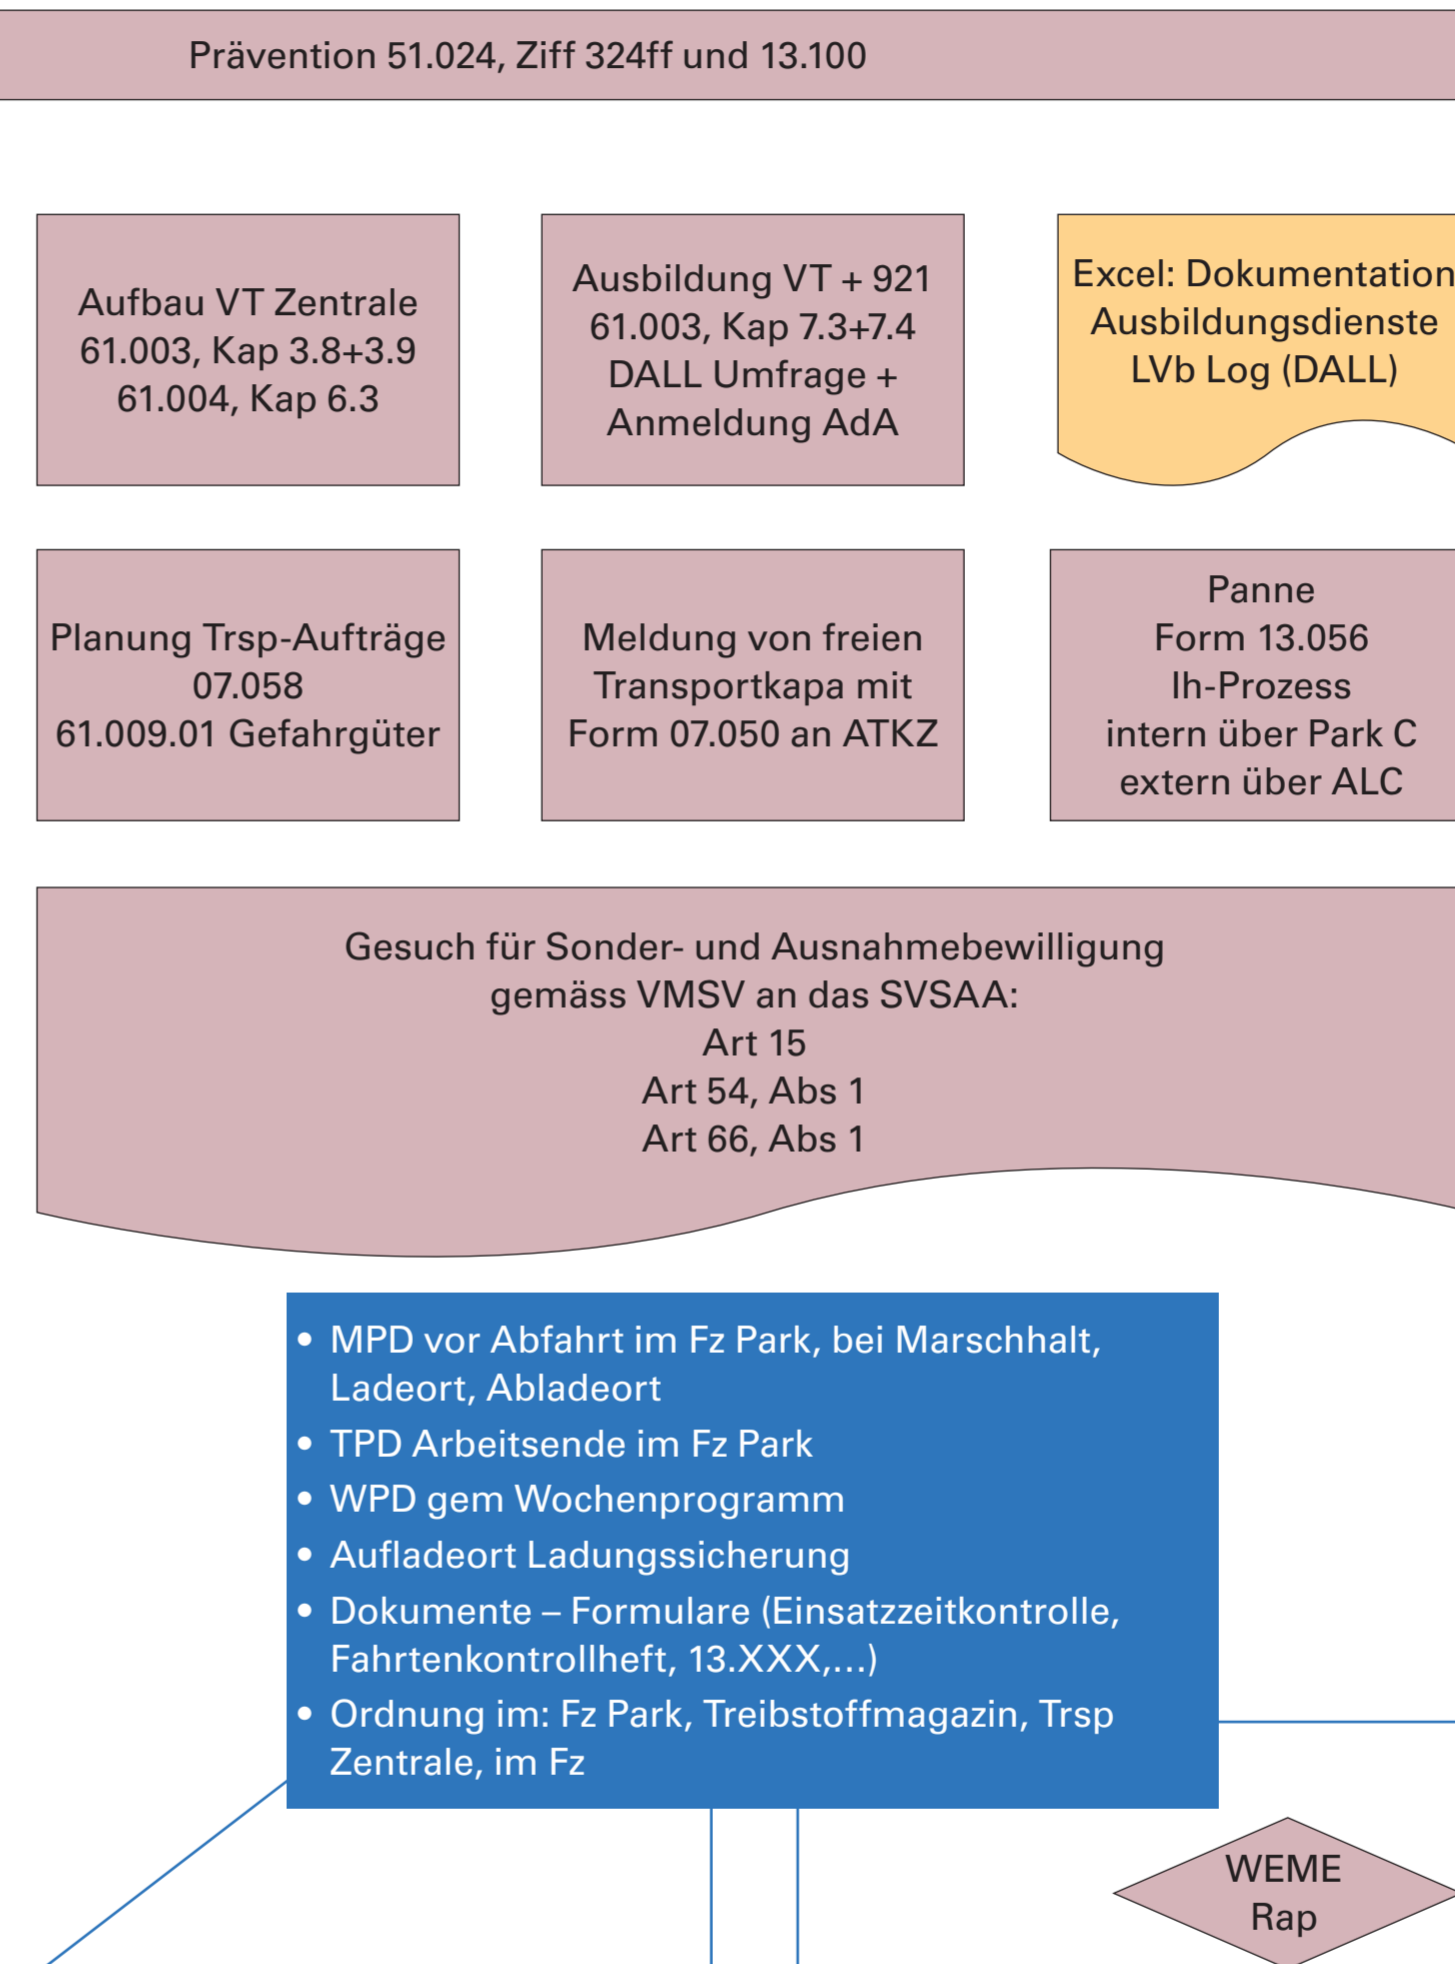 Prävention 51.024, Ziff 324ff und 13.100
Aufbau VT Zentrale
61.003, Kap 3.8+3.9
61.004, Kap 6.3
Ausbildung VT + 921
61.003, Kap 7.3+7.4
DALL Umfrage +
Anmeldung AdA
Excel: Dokumentation
Ausbildungsdienste
LVb Log (DALL)
Planung Trsp-Aufträge
07.058
61.009.01 Gefahrgüter
Meldung von freien
Transportkapa mit
Form 07.050 an ATKZ
Panne
Form 13.056
Ih-Prozess
intern über Park C
extern über ALC
Gesuch für Sonder- und Ausnahmebewilligung
gemäss VMSV an das SVSAA:
Art 15
Art 54, Abs 1
Art 66, Abs 1
• MPD vor Abfahrt im Fz Park, bei Marschhalt,
Ladeort, Abladeort
• TPD Arbeitsende im Fz Park
• WPD gem Wochenprogramm
• Aufladeort Ladungssicherung
• Dokumente – Formulare (Einsatzzeitkontrolle,
Fahrtenkontrollheft, 13.XXX,...)
• Ordnung im: Fz Park, Treibstoffmagazin, Trsp
Zentrale, im Fz
WEME
Rap